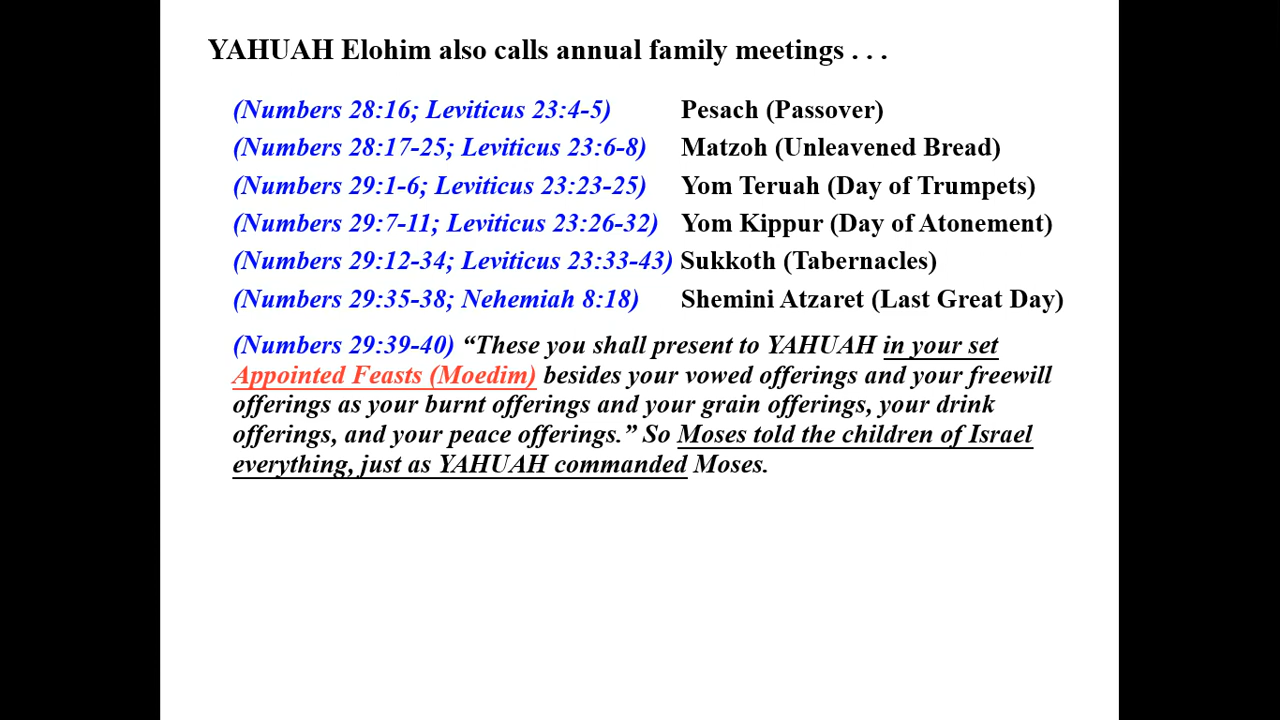 YAHUAH Elohim also calls annual family meetings . . .
(Numbers 28:16; Leviticus 23:4-5) Pesach (Passover)
(Numbers 28:17-25; Leviticus 23:6-8) Matzoh (Unleavened Bread)
(Numbers 29:1-6; Leviticus 23:23-25) Yom Teruah (Day of Trumpets)
(Numbers 29:7-11; Leviticus 23:26-32) Yom Kippur (Day of Atonement)
(Numbers 29:12-34; Leviticus 23:33-43) Sukkoth (Tabernacles)
(Numbers 29:35-38; Nehemiah 8:18) Shemini Atzaret (Last Great Day)
(Numbers 29:39-40) “These you shall present to YAHUAH in your set
Appointed Feasts (Moedim) besides your vowed offerings and your freewill
offerings as your burnt offerings and your grain offerings, your drink
offerings, and your peace offerings.” So Moses told the children of Israel
everything, just as YAHUAH commanded Moses.